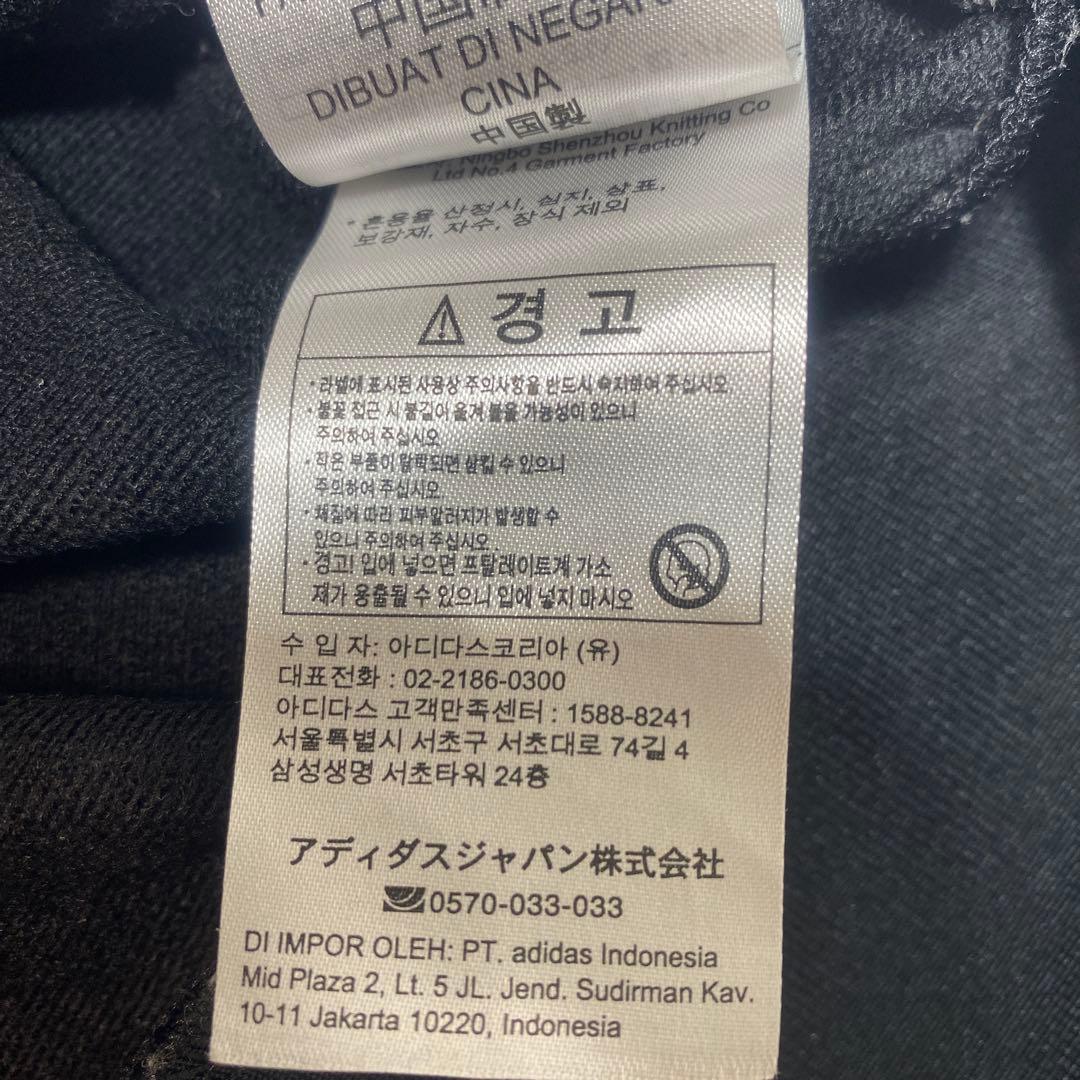 中国
DIBUAT DI NEGARA
CINA
中国製
Ningbo Shenzhou Knitting Co
Ltd No.4 Garment Factory
• 혼용율 산정시, 심지, 상표,
보강재, 자수, 장식 제외
경 고
• 라벨에 표시된 사용상 주의사항을 반드시 숙지하여 주십시오
• 불꽃 접근 시 불길이 옮겨 붙을 가능성이 있으니
주의하여 주십시오
• 작은 부품이 탈락되면 삼킬 수 있으니
주의하여 주십시오.
• 체질에 따라 피부알러지가 발생할 수
있으니 주의하여 주십시오.
• 경고! 입에 넣으면 프탈레이트계 가소
제가 용출될 수 있으니 입에 넣지 마시오
수 입 자: 아디다스코리아 (유)
대표전화 : 02-2186-0300
아디다스 고객만족센터 : 1588-8241
서울특별시 서초구 서초대로 74길 4
삼성생명 서초타워 24층
アディダスジャパン株式会社
0570-033-033
DI IMPOR OLEH: PT. adidas Indonesia
Mid Plaza 2, Lt. 5 JL. Jend. Sudirman Kav.
10-11 Jakarta 10220, Indonesia